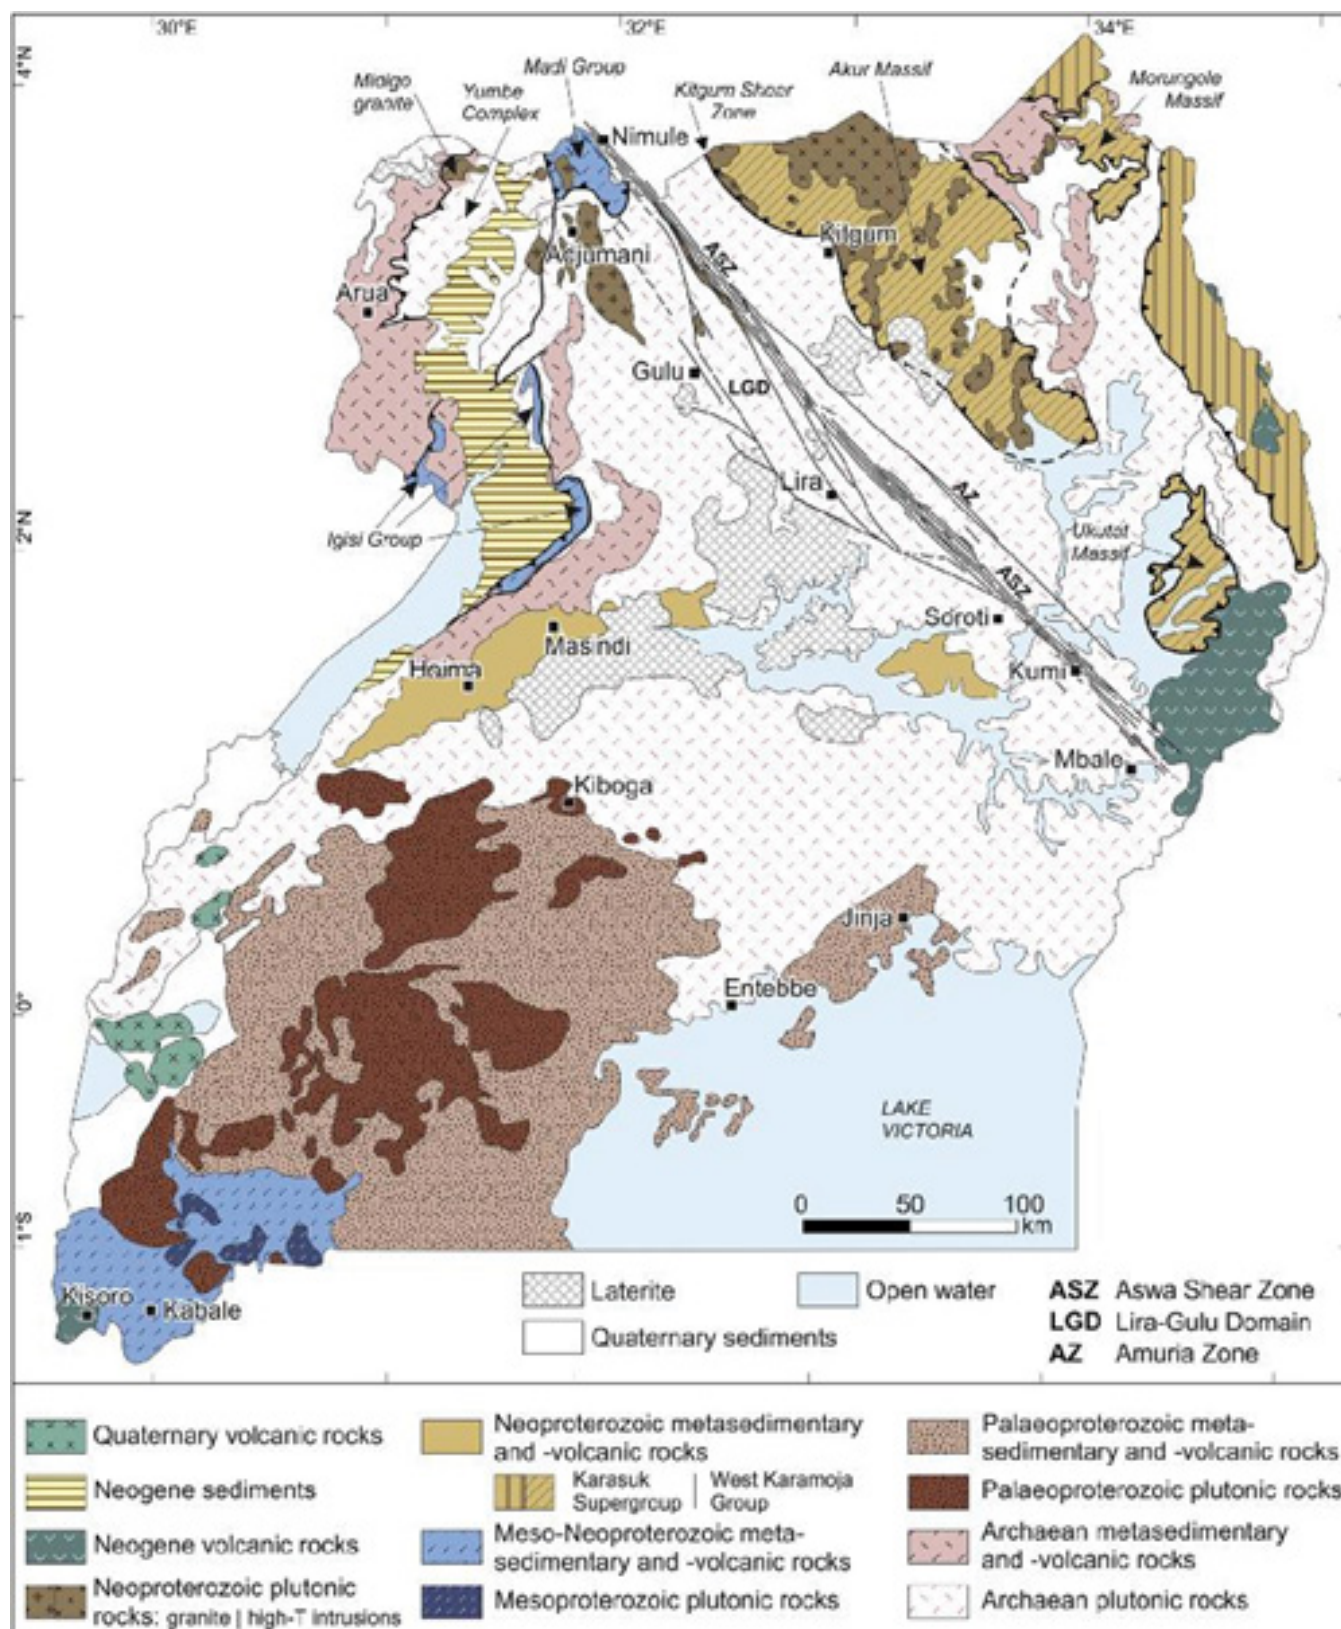 30°E
32°E
34°E
4°N
Midigo
granite
Yumbe
Complex
Madi Group
Kitgum Shear
Zone
Akur Massif
Morungole
Massif
Nimule
Adjumani
Kitgum
ASZ
Arua
Gulu
LGD
Lira
AZ
2°N
Igisi Group
Ukutat
Massif
ASZ
Soroti
Masindi
Hoima
Kumi
Mbale
Kiboga
Jinja
0°
Entebbe
LAKE
VICTORIA
0 50 100
km
1°S
Kisoro
Kabale
Laterite
Open water
Quaternary sediments
ASZ Aswa Shear Zone
LGD Lira-Gulu Domain
AZ Amuria Zone
Quaternary volcanic rocks
Neogene sediments
Neogene volcanic rocks
Neoproterozoic plutonic
rocks: granite | high-T intrusions
Neoproterozoic metasedimentary
and -volcanic rocks
Karasuk
Supergroup
West Karamoja
Group
Meso-Neoproterozoic meta-
sedimentary and -volcanic rocks
Mesoproterozoic plutonic rocks
Palaeoproterozoic meta-
sedimentary and -volcanic rocks
Palaeoproterozoic plutonic rocks
Archaean metasedimentary
and -volcanic rocks
Archaean plutonic rocks